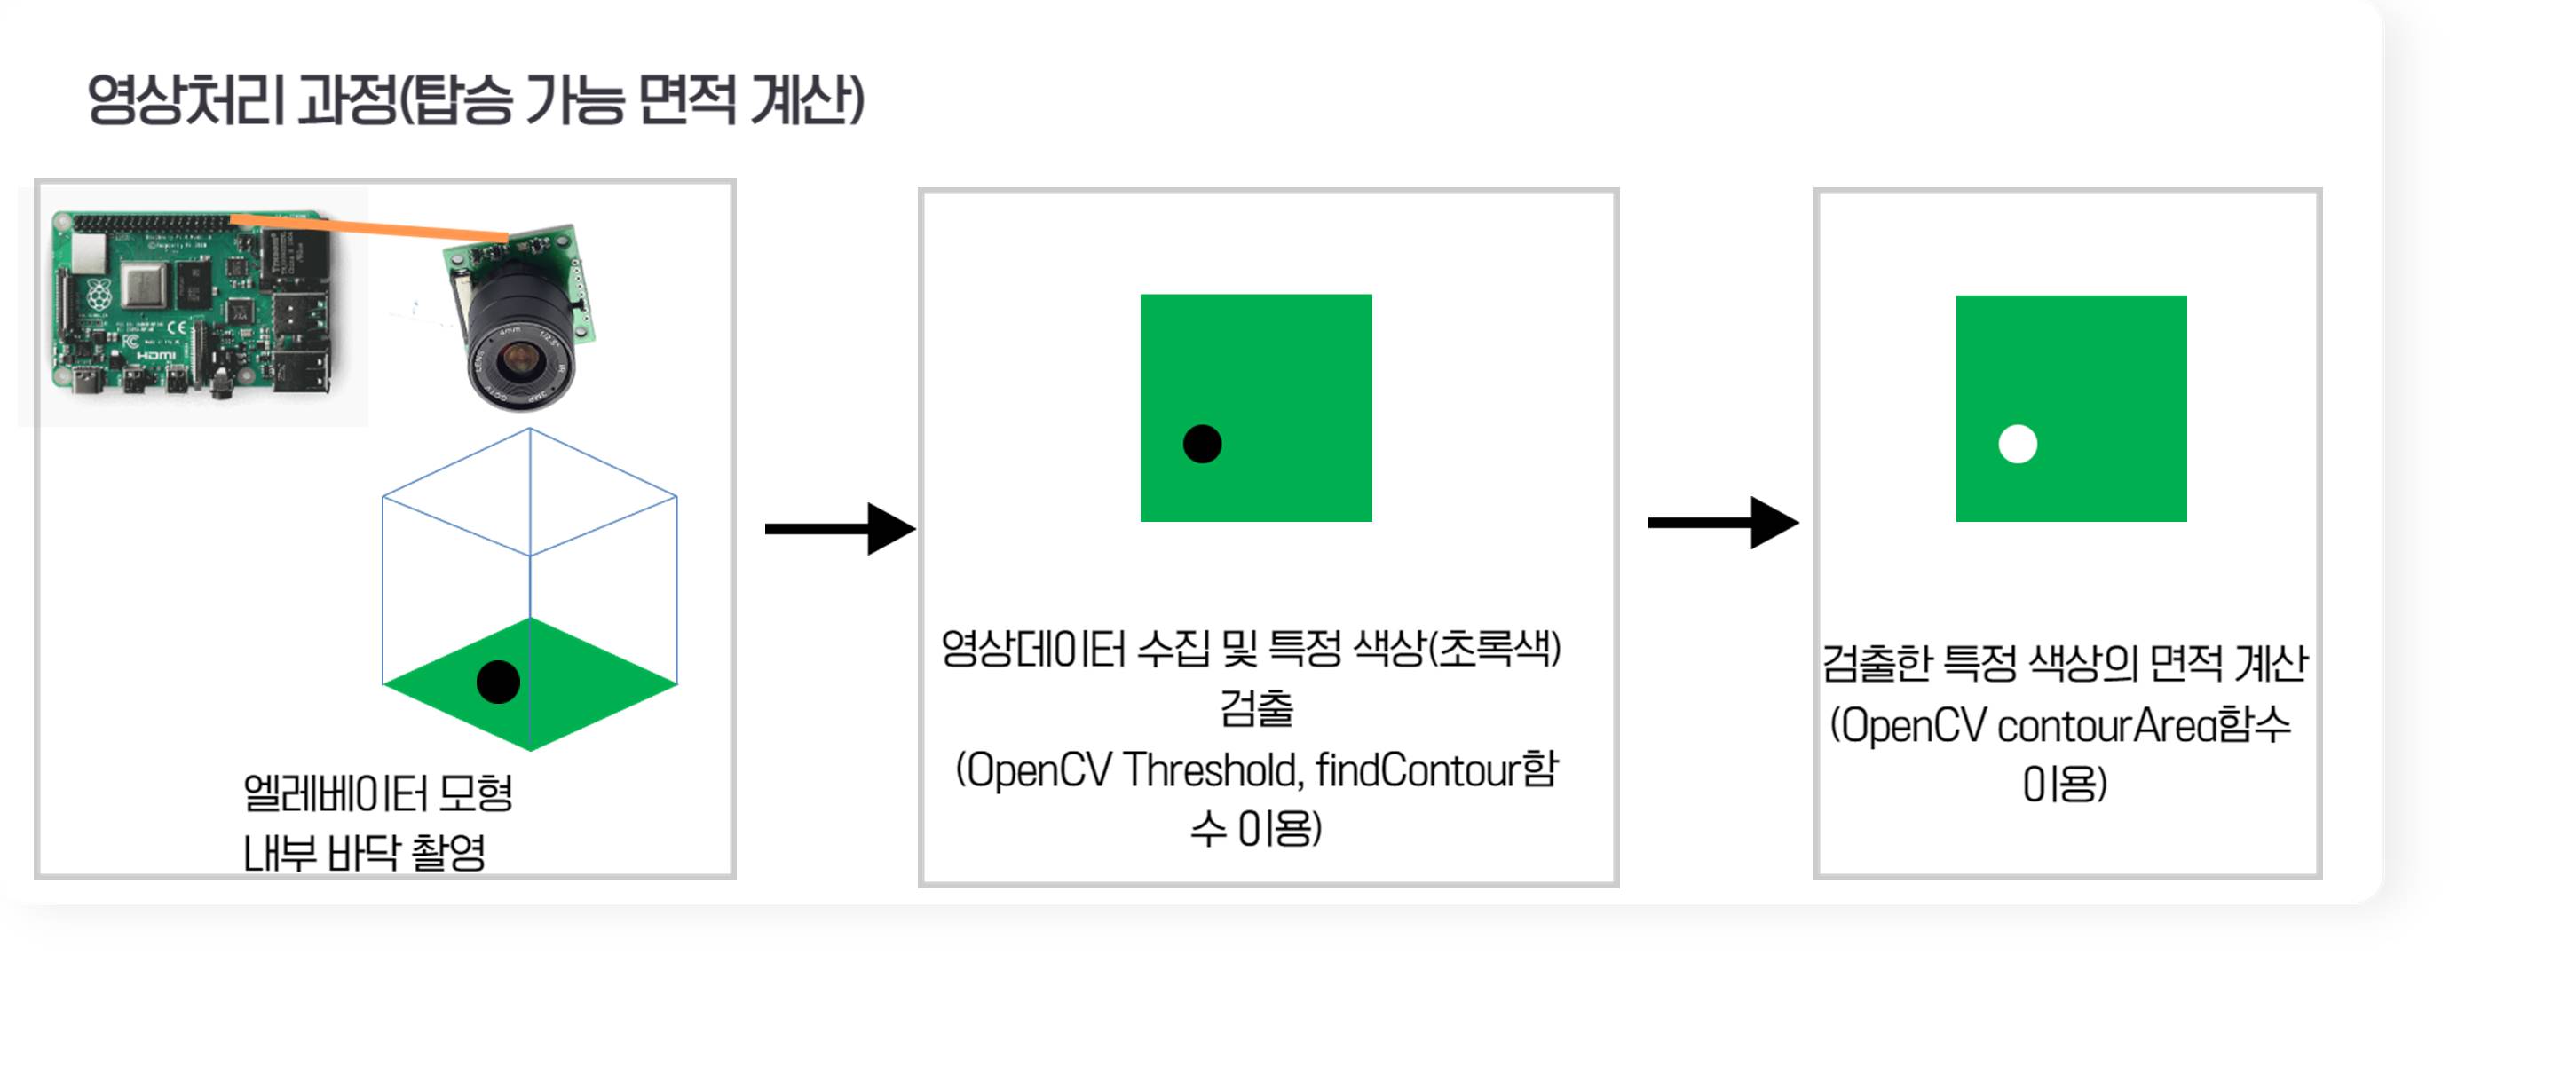 영상처리 과정(탑승 가능 면적 계산)
HDMI
엘레베이터 모형
내부 바닥 촬영
영상데이터 수집 및 특정 색상(초록색)
검출
(OpenCV Threshold, findContour함
수 이용)
검출한 특정 색상의 면적 계산
(OpenCV contourArea함수
이용)